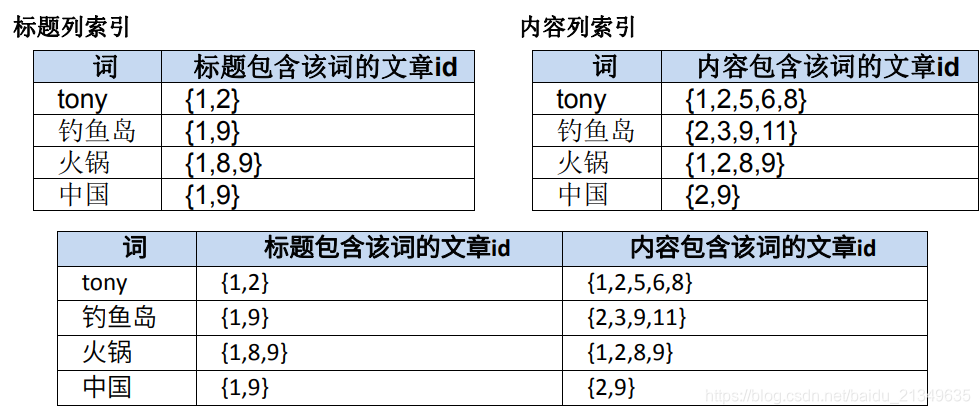 标题列索引
内容列索引
词 标题包含该词的文章id
tony {1,2}
钓鱼岛 {1,9}
火锅 {1,8,9}
中国 {1,9}
词 内容包含该词的文章id
tony {1,2,5,6,8}
钓鱼岛 {2,3,9,11}
火锅 {1,2,8,9}
中国 {2,9}
词 标题包含该词的文章id 内容包含该词的文章id
tony {1,2} {1,2,5,6,8}
钓鱼岛 {1,9} {2,3,9,11}
火锅 {1,8,9} {1,2,8,9}
中国 {1,9} {2,9}
https://blog.csdn.net/baidu_21349635